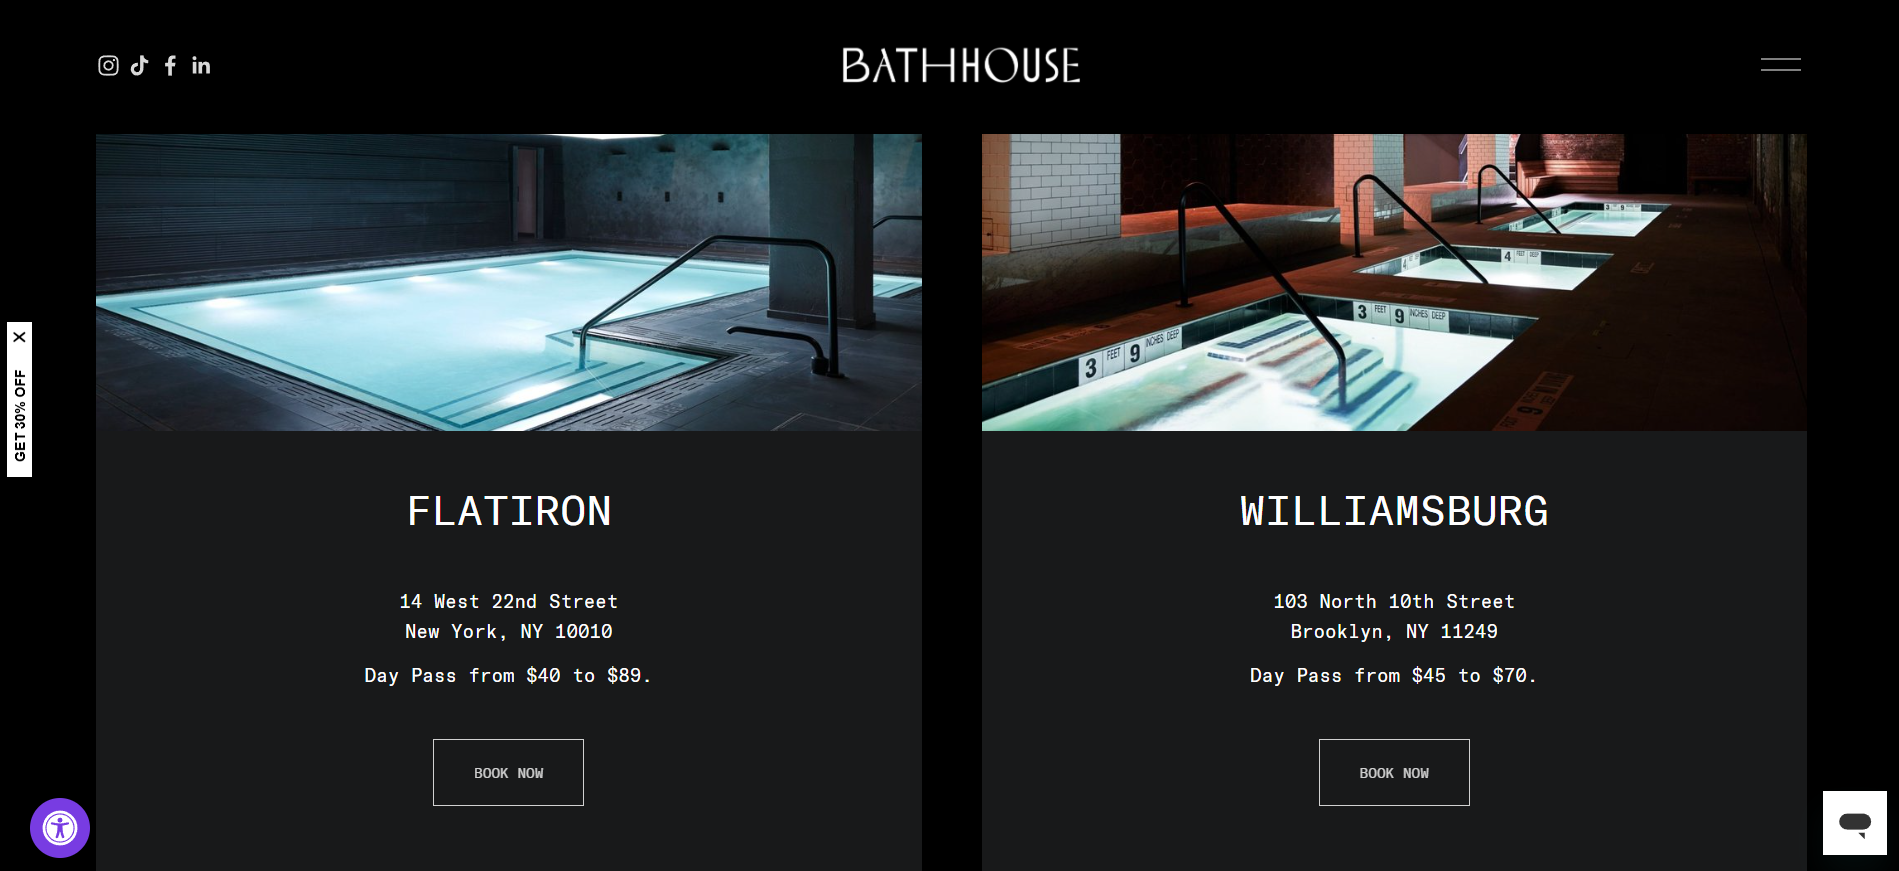 BATHHOUSE
GET 30% OFF
X
3 FEET 9 INCHES DEEP
3 FEET 9 INCHES DEEP
4 FEET DEEP
FLATIRON
14 West 22nd Street
New York, NY 10010
Day Pass from $40 to $89.
BOOK NOW
WILLIAMSBURG
103 North 10th Street
Brooklyn, NY 11249
Day Pass from $45 to $70.
BOOK NOW